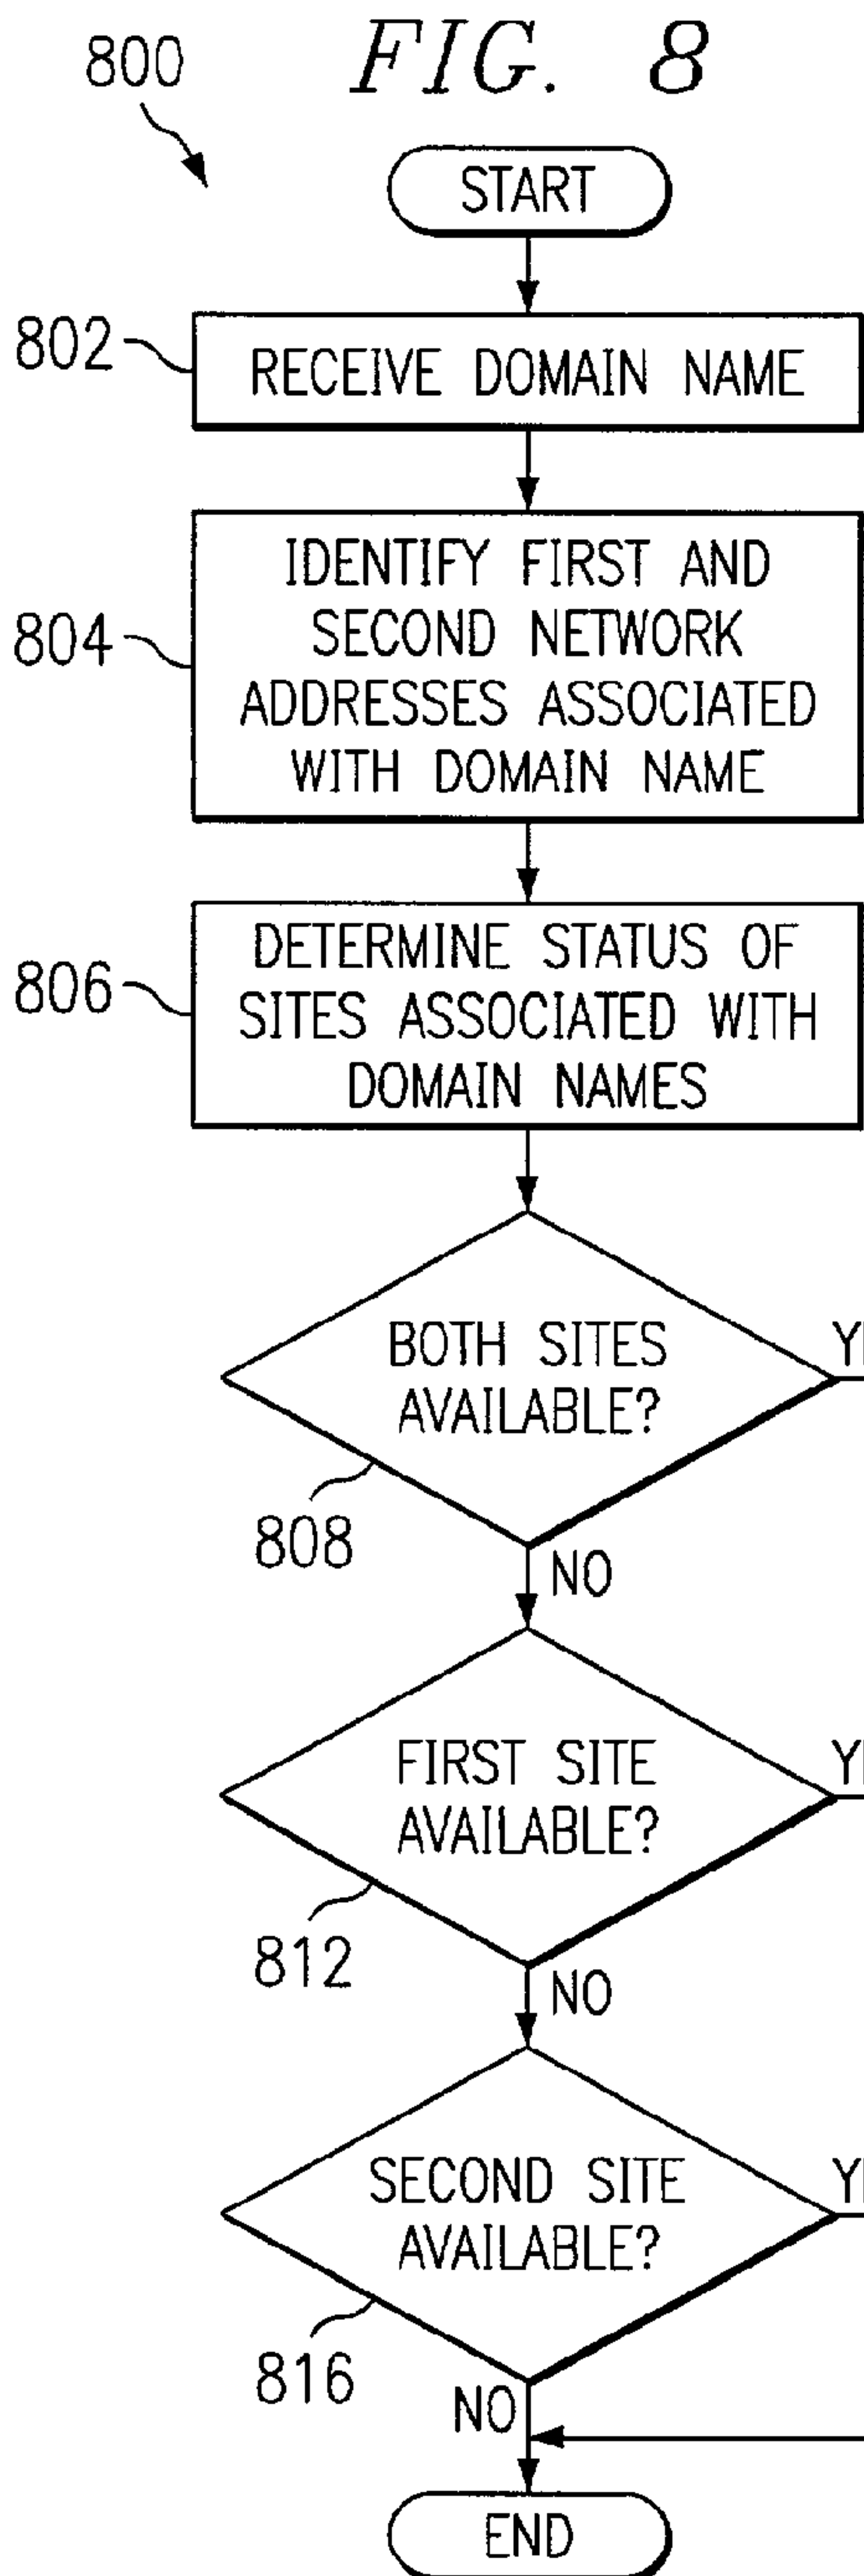 FIG. 8
800
START
802
RECEIVE DOMAIN NAME
804
IDENTIFY FIRST AND
SECOND NETWORK
ADDRESSES ASSOCIATED
WITH DOMAIN NAME
806
DETERMINE STATUS OF
SITES ASSOCIATED WITH
DOMAIN NAMES
BOTH SITES
AVAILABLE?
808
NO
FIRST SITE
AVAILABLE?
812
NO
SECOND SITE
AVAILABLE?
816
NO
END